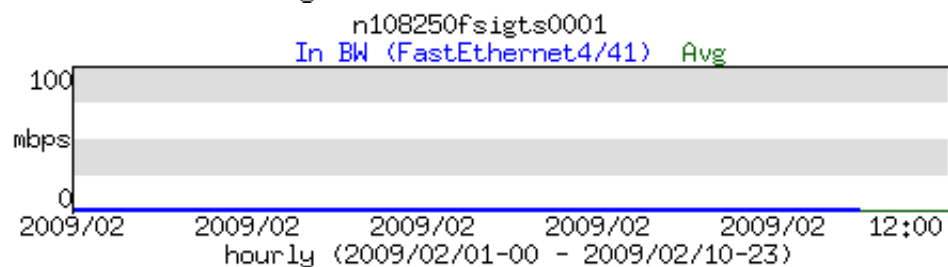 n108250fsigts0001
In BW (FastEthernet4/41) Avg
100
mbps
0
2009/02 2009/02 2009/02 2009/02 2009/02 12:00
hourly (2009/02/01-00 - 2009/02/10-23)